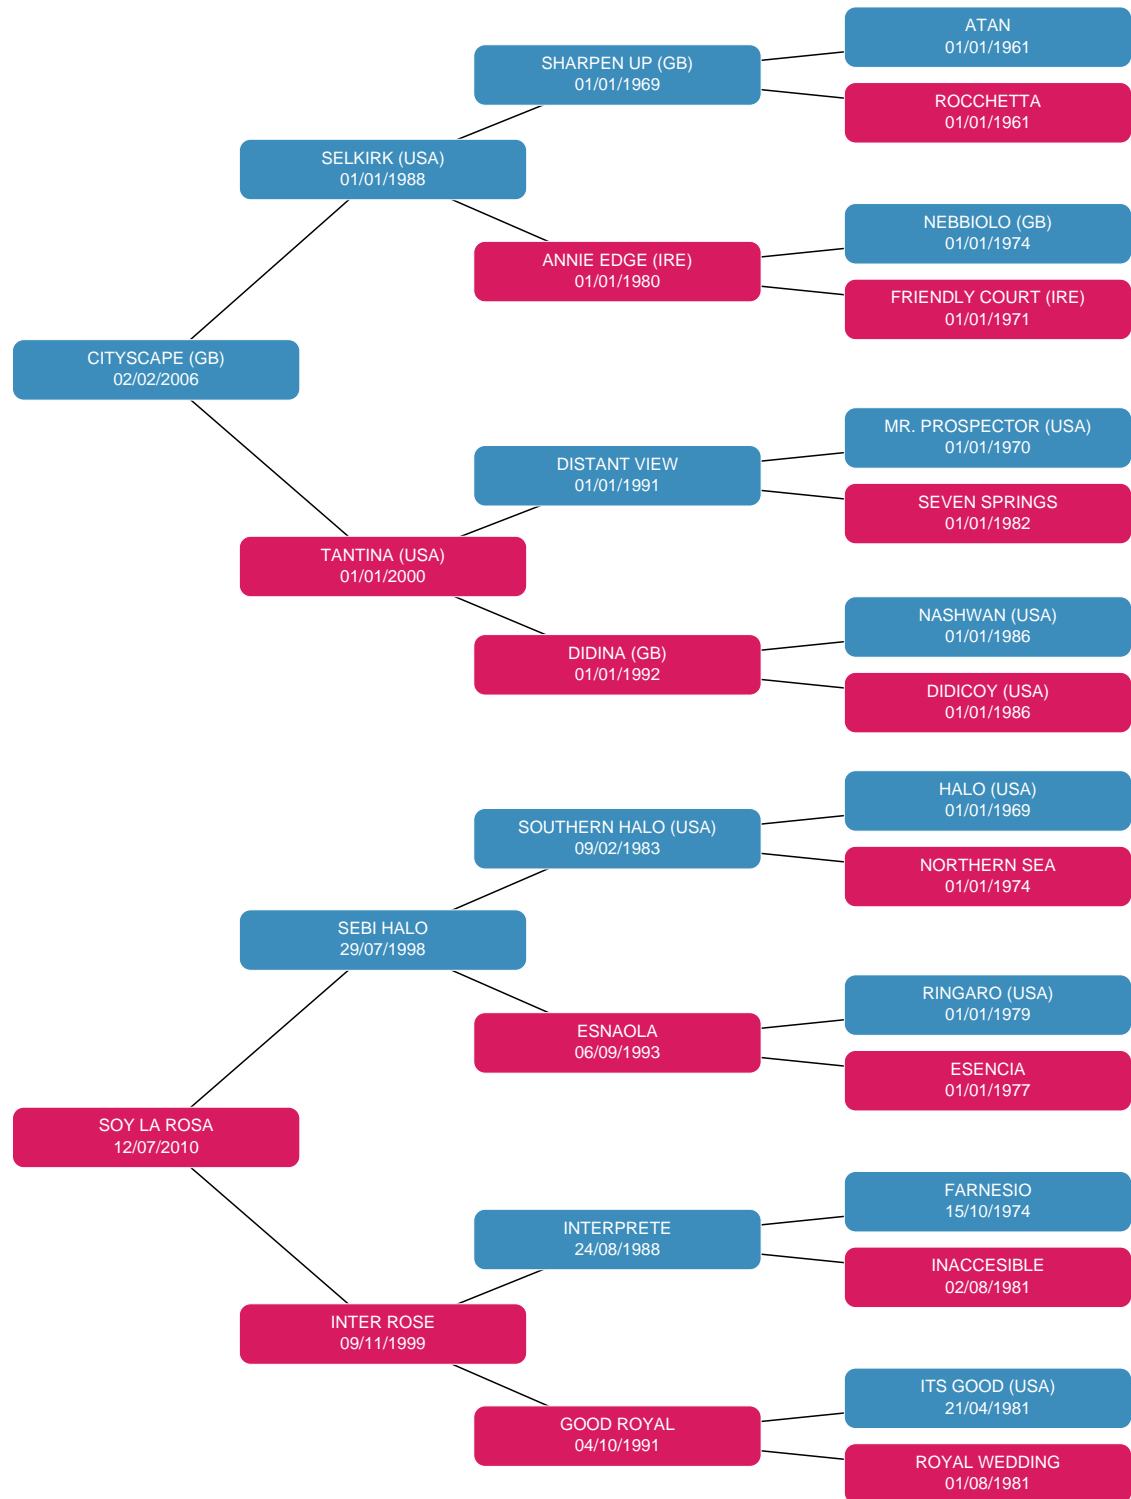 ATAN
01/01/1961
SHARPEN UP (GB)
01/01/1969
ROCCHETTA
01/01/1961
SELKIRK (USA)
01/01/1988
NEBBIOLO (GB)
01/01/1974
ANNIE EDGE (IRE)
01/01/1980
FRIENDLY COURT (IRE)
01/01/1971
CITYSCAPE (GB)
02/02/2006
MR. PROSPECTOR (USA)
01/01/1970
DISTANT VIEW
01/01/1991
SEVEN SPRINGS
01/01/1982
TANTINA (USA)
01/01/2000
NASHWAN (USA)
01/01/1986
DIDINA (GB)
01/01/1992
DIDICOY (USA)
01/01/1986
HALO (USA)
01/01/1969
SOUTHERN HALO (USA)
09/02/1983
NORTHERN SEA
01/01/1974
SEBI HALO
29/07/1998
RINGARO (USA)
01/01/1979
ESNAOLA
06/09/1993
ESENCIA
01/01/1977
SOY LA ROSA
12/07/2010
FARNESIO
15/10/1974
INTERPRETE
24/08/1988
INACCESIBLE
02/08/1981
INTER ROSE
09/11/1999
ITS GOOD (USA)
21/04/1981
GOOD ROYAL
04/10/1991
ROYAL WEDDING
01/08/1981